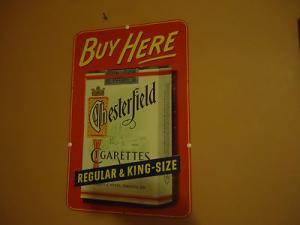 BUY HERE
Chesterfield
CIGARETTES
REGULAR & KING-SIZE